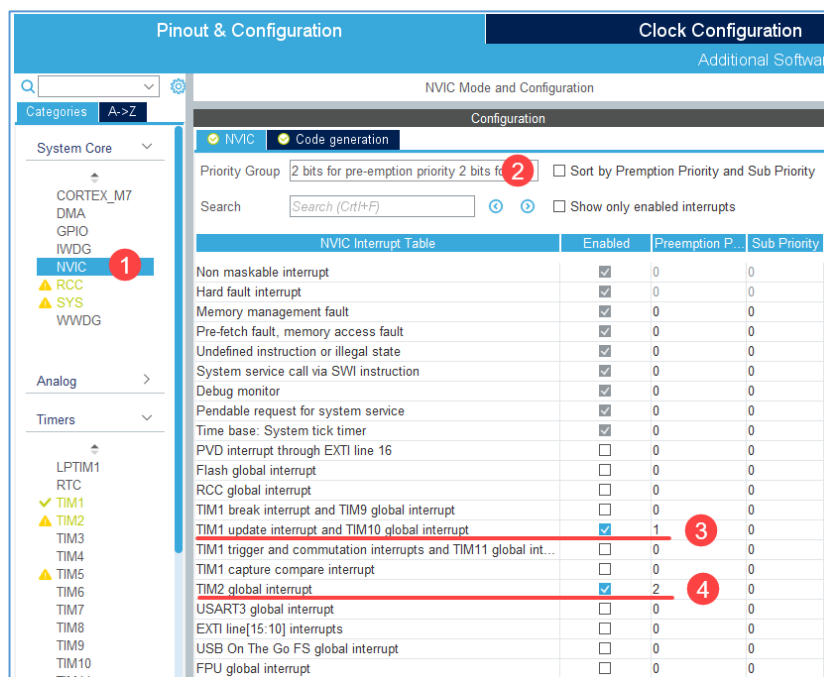 Pinout & Configuration
Clock Configuration
Additional Softwar
NVIC Mode and Configuration
Categories A->Z
Configuration
NVIC Code generation
System Core
Priority Group 2 bits for pre-emption priority 2 bits fo 2 Sort by Premption Priority and Sub Priority
Search Search (Crtl+F) Show only enabled interrupts
CORTEX_M7
DMA
GPIO
IWDG
NVIC 1
RCC
SYS
WWDG
Analog
Timers
LPTIM1
RTC
TIM1
TIM2
TIM3
TIM4
TIM5
TIM6
TIM7
TIM8
TIM9
TIM10
NVIC Interrupt Table Enabled Preemption P... Sub Priority
Non maskable interrupt 0 0
Hard fault interrupt 0 0
Memory management fault 0 0
Pre-fetch fault, memory access fault 0 0
Undefined instruction or illegal state 0 0
System service call via SWI instruction 0 0
Debug monitor 0 0
Pendable request for system service 0 0
Time base: System tick timer 0 0
PVD interrupt through EXTI line 16 0 0
Flash global interrupt 0 0
RCC global interrupt 0 0
TIM1 break interrupt and TIM9 global interrupt 0 0
TIM1 update interrupt and TIM10 global interrupt 1 3 0
TIM1 trigger and commutation interrupts and TIM11 global int... 0 0
TIM1 capture compare interrupt 0 0
TIM2 global interrupt 2 4 0
USART3 global interrupt 0 0
EXTI line[15:10] interrupts 0 0
USB On The Go FS global interrupt 0 0
FPU global interrupt 0 0